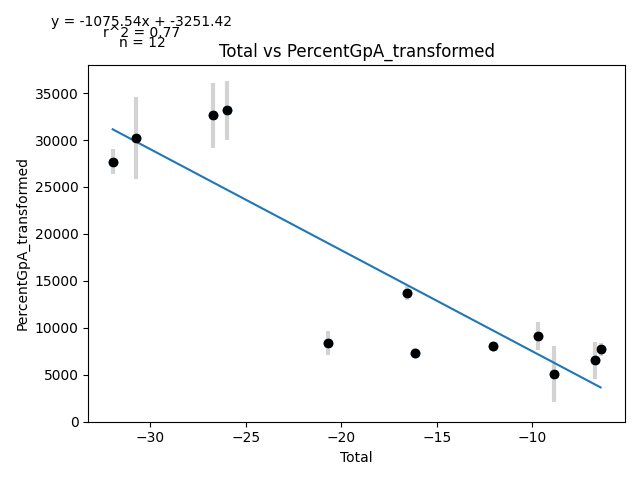 y = -1075.54x + -3251.42
r^2 = 0.77
n = 12
Total vs PercentGpA_transformed
PercentGpA_transformed
35000
30000
25000
20000
15000
10000
5000
0
−30
−25
−20
−15
−10
Total